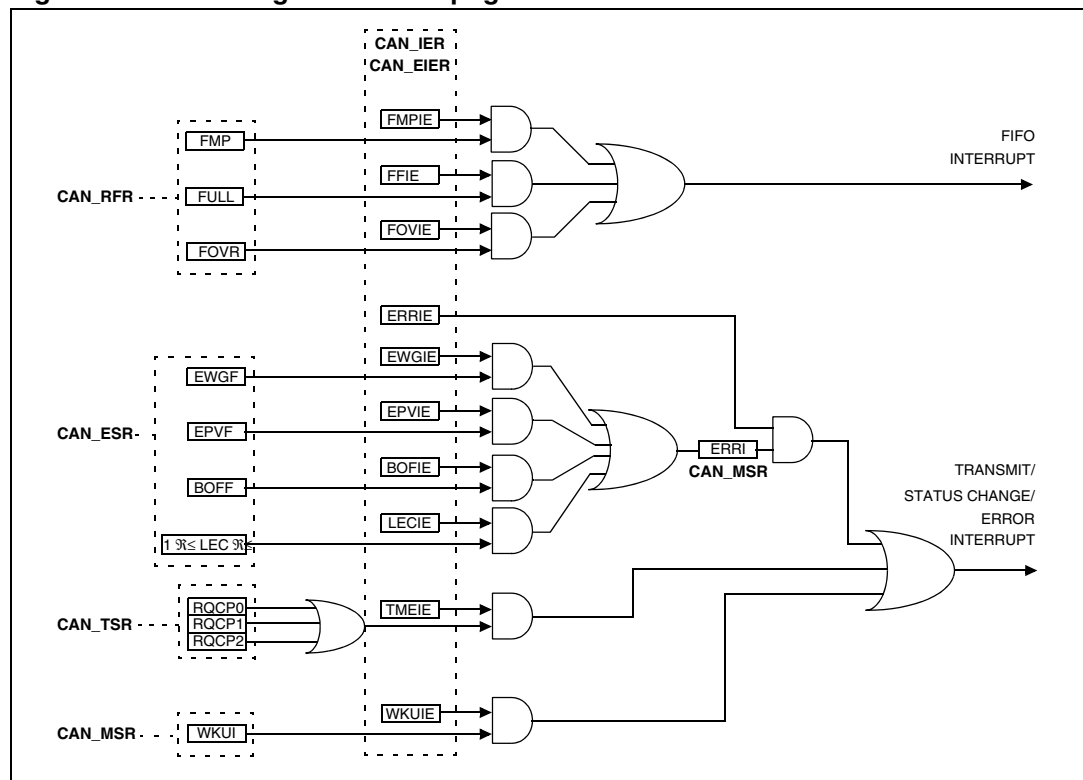 CAN_IER
CAN_EIER
FMPIE
FMP
FIFO
INTERRUPT
FFIE
CAN_RFR
FULL
FOVIE
FOVR
ERRIE
EWGIE
EWGF
EPVIE
CAN_ESR
EPVF
ERRI
CAN_MSR
BOFIE
BOFF
TRANSMIT/
STATUS CHANGE/
ERROR
INTERRUPT
LECIE
1 ℜ≤ LEC ℜ≤
RQCP0
CAN_TSR
RQCP1
RQCP2
TMEIE
WKUIE
CAN_MSR
WKUI